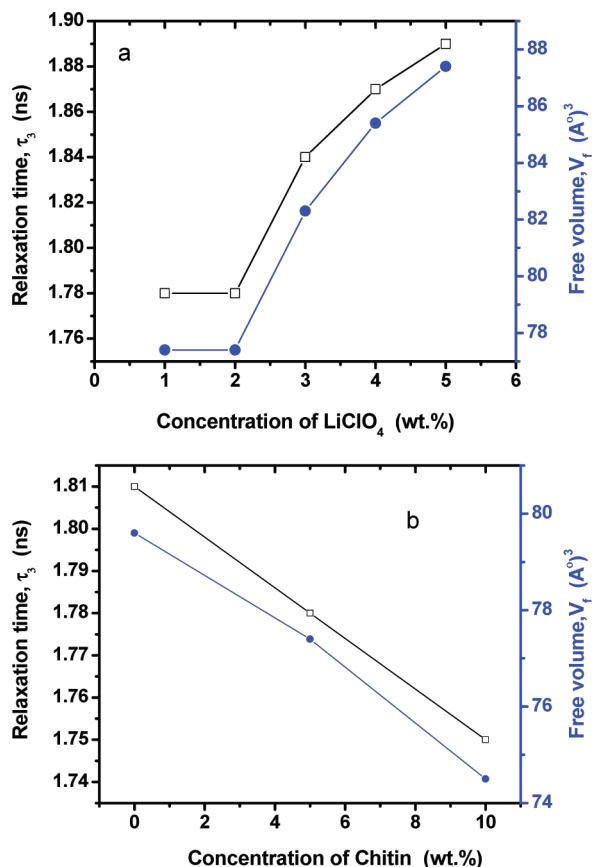 a
1.90
1.88
1.86
1.84
1.82
1.80
1.78
1.76
Relaxation time, τ₃ (ns)
88
86
84
82
80
78
Free volume,V_f (A°)³
0 1 2 3 4 5 6
Concentration of LiClO₄ (wt.%)
b
1.81
1.80
1.79
1.78
1.77
1.76
1.75
1.74
Relaxation time, τ₃ (ns)
80
78
76
74
Free volume,V_f (A°)³
0 2 4 6 8 10
Concentration of Chitin (wt.%)